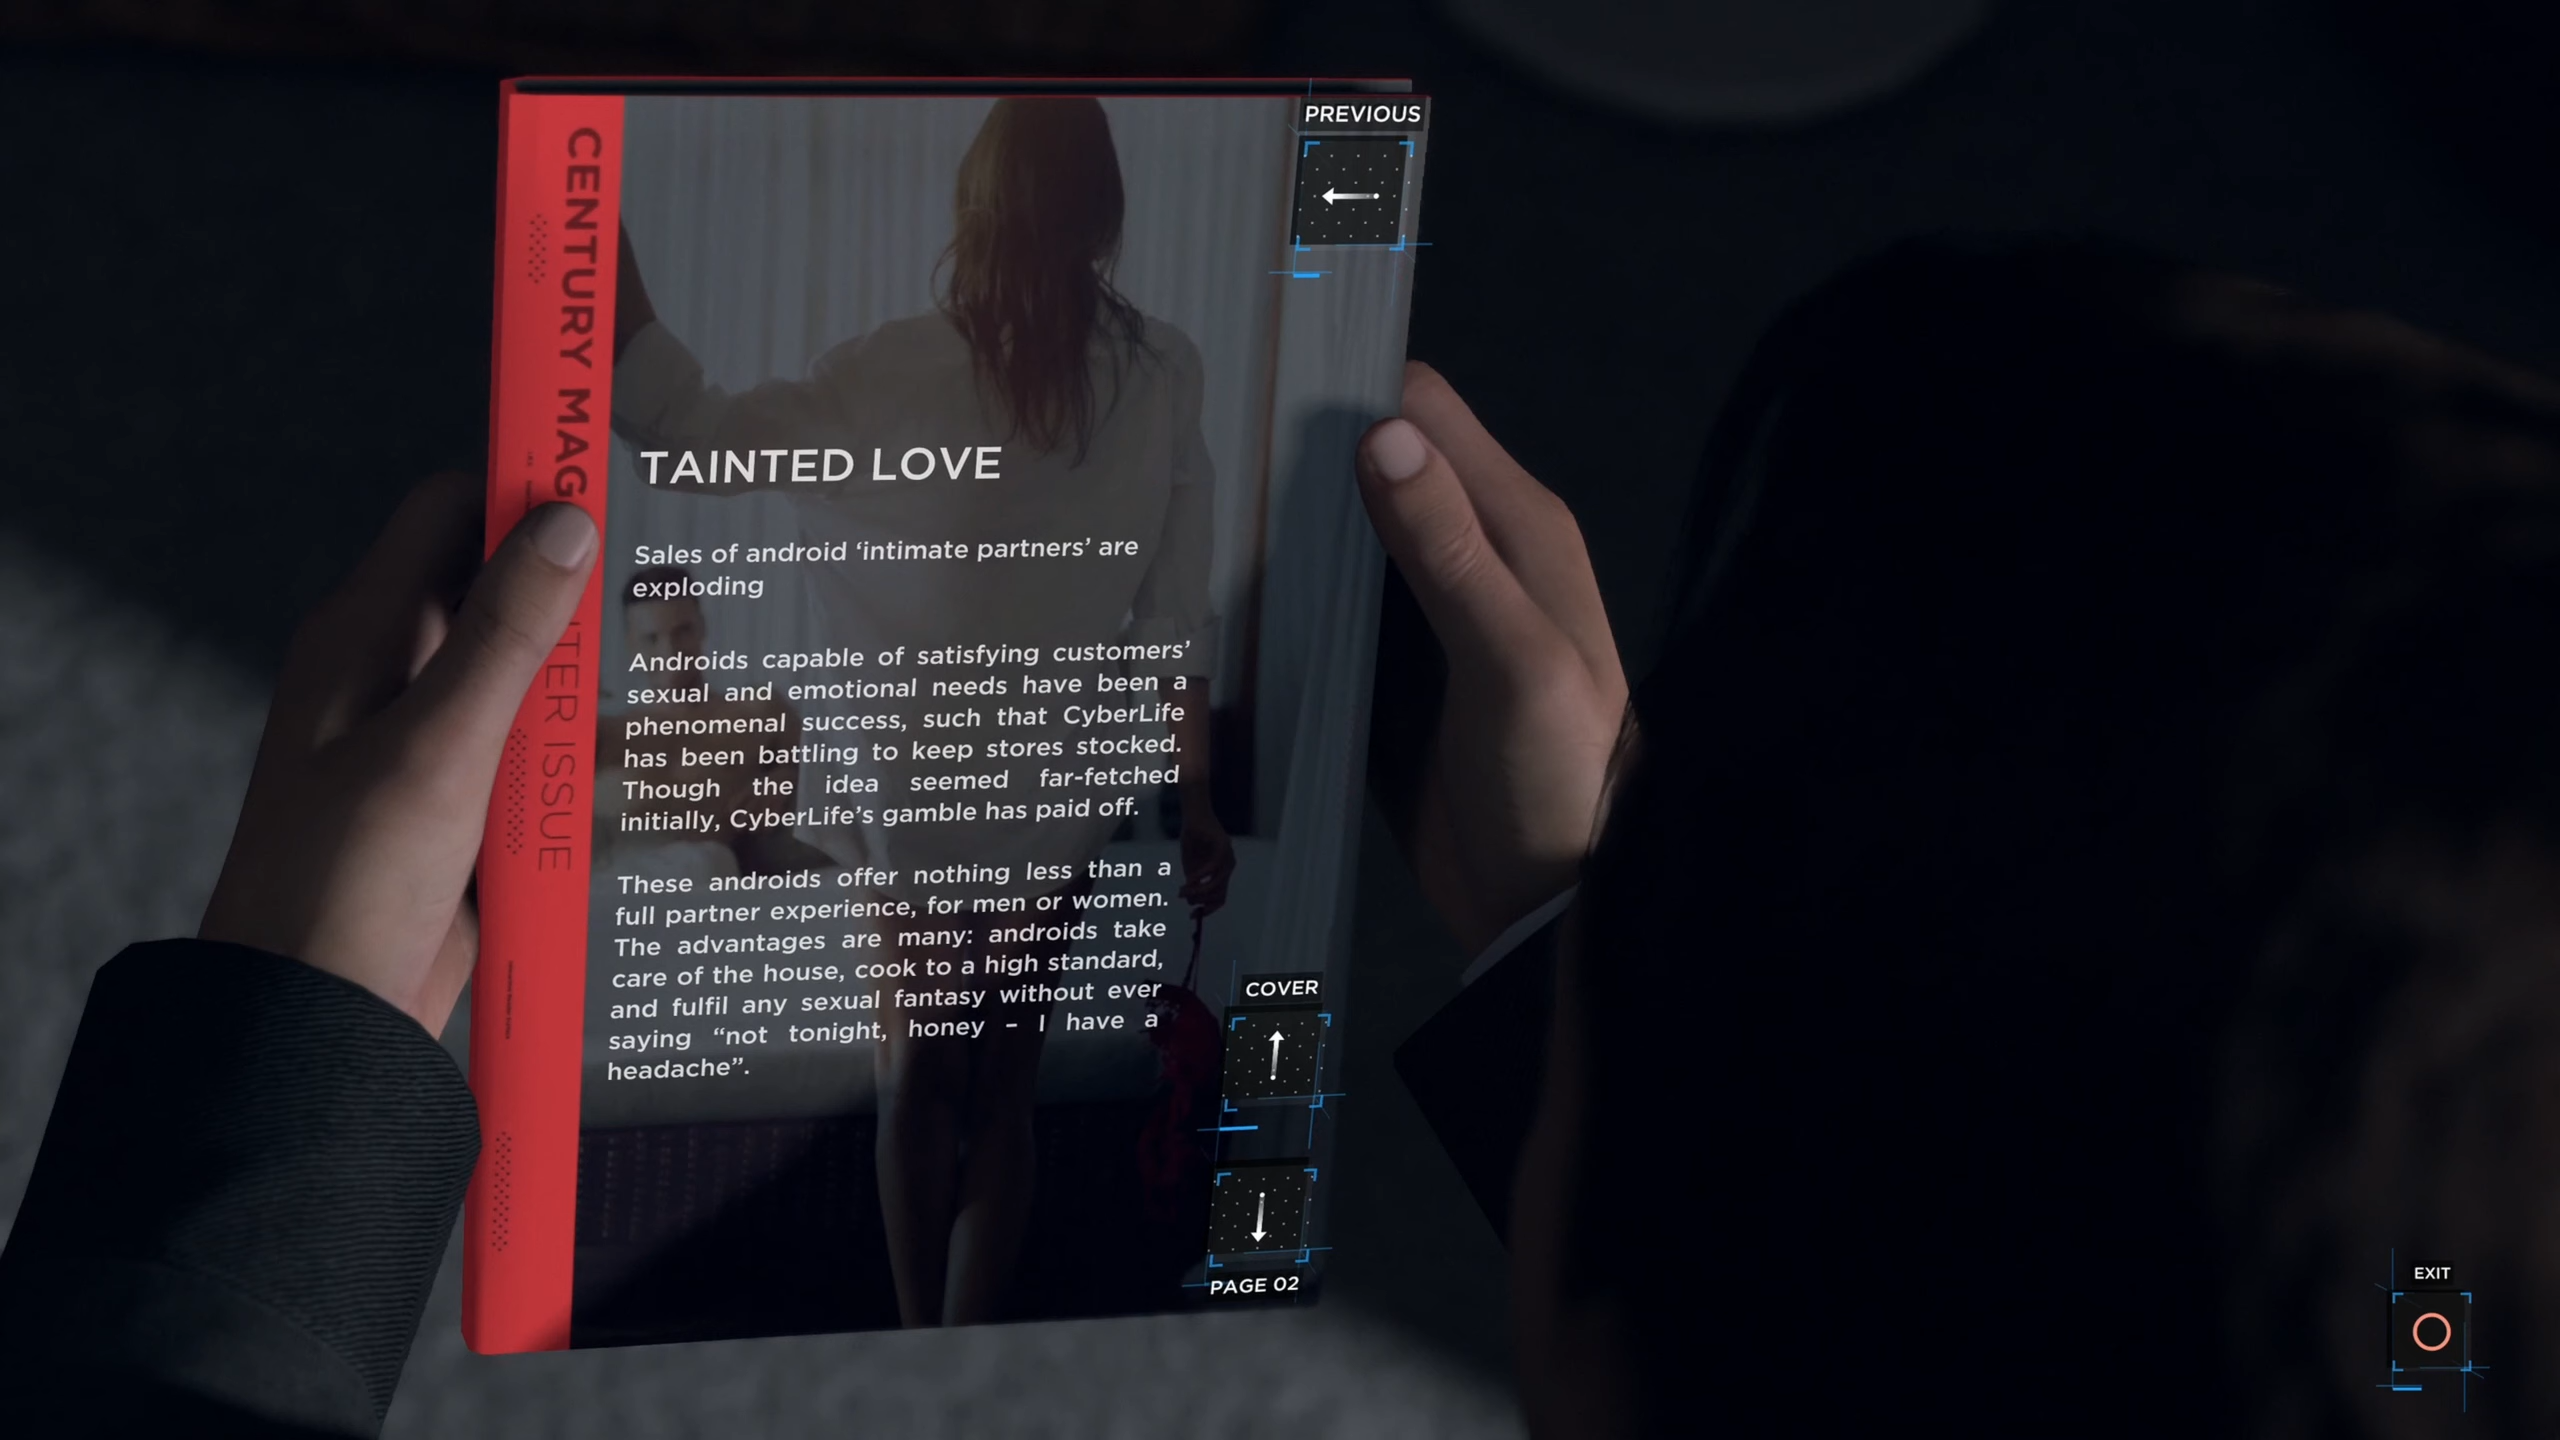 CENTURY MAG
TER ISSUE
PREVIOUS
TAINTED LOVE
Sales of android ‘intimate partners’ are
exploding
Androids capable of satisfying customers’
sexual and emotional needs have been a
phenomenal success, such that CyberLife
has been battling to keep stores stocked.
Though the idea seemed far-fetched
initially, CyberLife’s gamble has paid off.
These androids offer nothing less than a
full partner experience, for men or women.
The advantages are many: androids take
care of the house, cook to a high standard,
and fulfil any sexual fantasy without ever
saying “not tonight, honey – I have a
headache”.
COVER
PAGE 02
EXIT